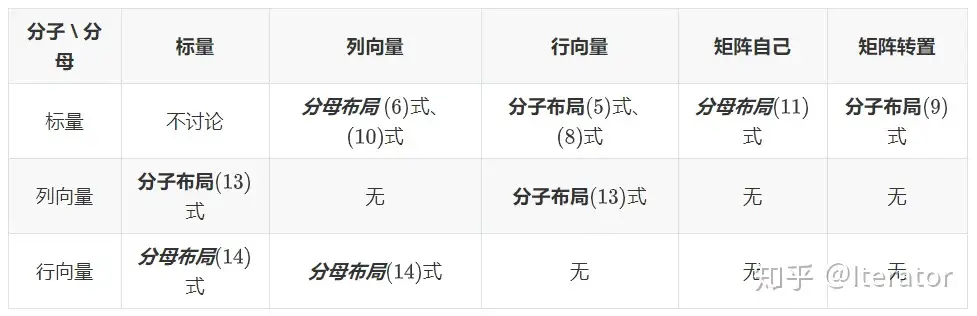 分子 \ 分母 标量 列向量 行向量 矩阵自己 矩阵转置
标量 不讨论 分母布局 (6)式、(10)式 分子布局(5)式、(8)式 分母布局(11)式 分子布局(9)式
列向量 分子布局(13)式 无 分子布局(13)式 无 无
行向量 分母布局(14)式 分母布局(14)式 无 无 无
知乎 @Iterator